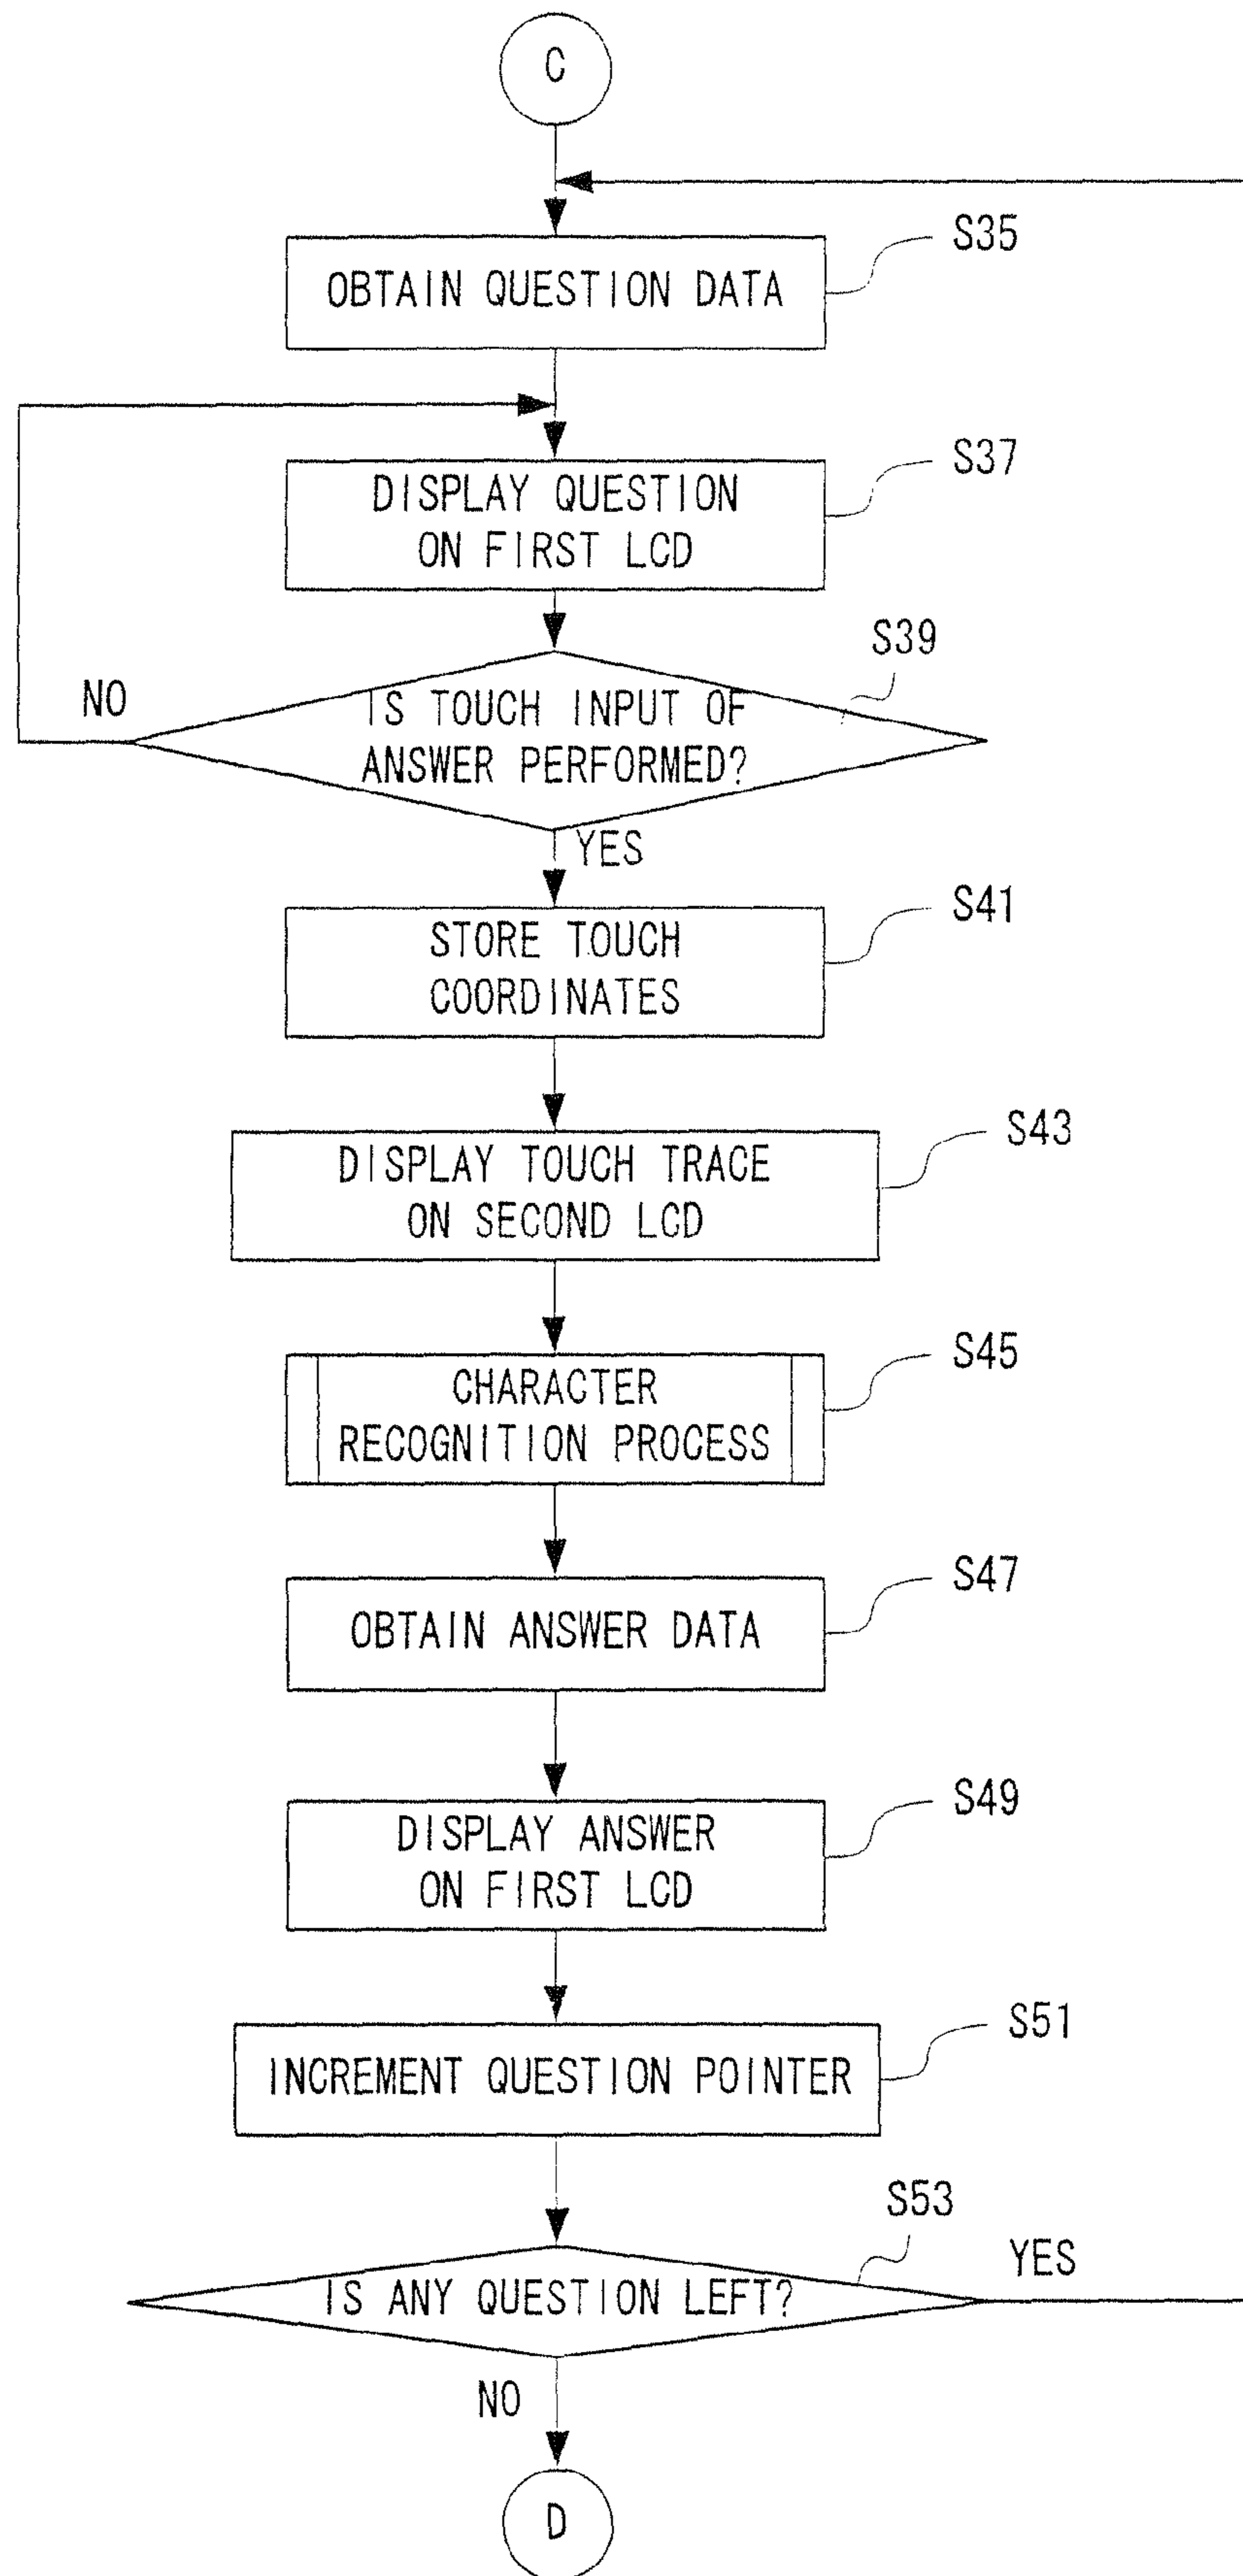 C
S35
OBTAIN QUESTION DATA
S37
DISPLAY QUESTION
ON FIRST LCD
S39
NO
IS TOUCH INPUT OF
ANSWER PERFORMED?
YES
S41
STORE TOUCH
COORDINATES
S43
DISPLAY TOUCH TRACE
ON SECOND LCD
S45
CHARACTER
RECOGNITION PROCESS
S47
OBTAIN ANSWER DATA
S49
DISPLAY ANSWER
ON FIRST LCD
S51
INCREMENT QUESTION POINTER
S53
YES
IS ANY QUESTION LEFT?
NO
D